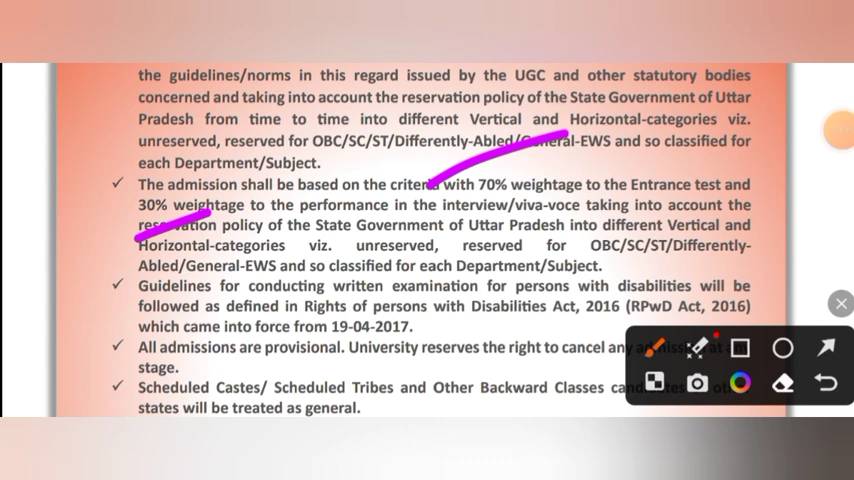 the guidelines/norms in this regard issued by the UGC and other statutory bodies
concerned and taking into account the reservation policy of the State Government of Uttar
Pradesh from time to time into different Vertical and Horizontal-categories viz.
unreserved, reserved for OBC/SC/ST/Differently-Abled/General-EWS and so classified for
each Department/Subject.
✓ The admission shall be based on the criteria with 70% weightage to the Entrance test and
30% weightage to the performance in the interview/viva-voce taking into account the
reservation policy of the State Government of Uttar Pradesh into different Vertical and
Horizontal-categories viz. unreserved, reserved for OBC/SC/ST/Differently-
Abled/General-EWS and so classified for each Department/Subject.
✓ Guidelines for conducting written examination for persons with disabilities will be
followed as defined in Rights of persons with Disabilities Act, 2016 (RPwD Act, 2016)
which came into force from 19-04-2017.
✓ All admissions are provisional. University reserves the right to cancel any admission at
stage.
✓ Scheduled Castes/ Scheduled Tribes and Other Backward Classes
states will be treated as general.